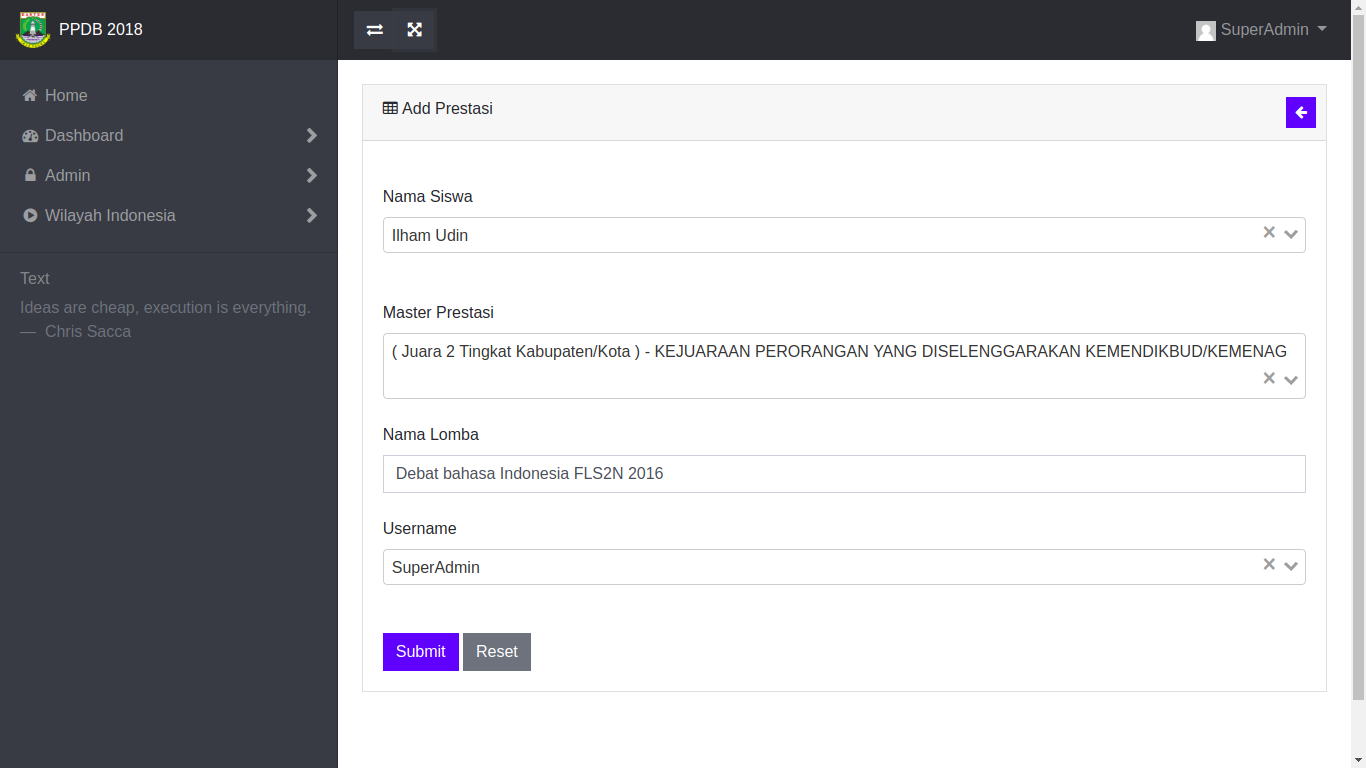 PPDB 2018
SuperAdmin
Home
Dashboard
Admin
Wilayah Indonesia
Text
Ideas are cheap, execution is everything.
— Chris Sacca
Add Prestasi
Nama Siswa
Ilham Udin
Master Prestasi
( Juara 2 Tingkat Kabupaten/Kota ) - KEJUARAAN PERORANGAN YANG DISELENGGARAKAN KEMENDIKBUD/KEMENAG
Nama Lomba
Debat bahasa Indonesia FLS2N 2016
Username
SuperAdmin
Submit Reset